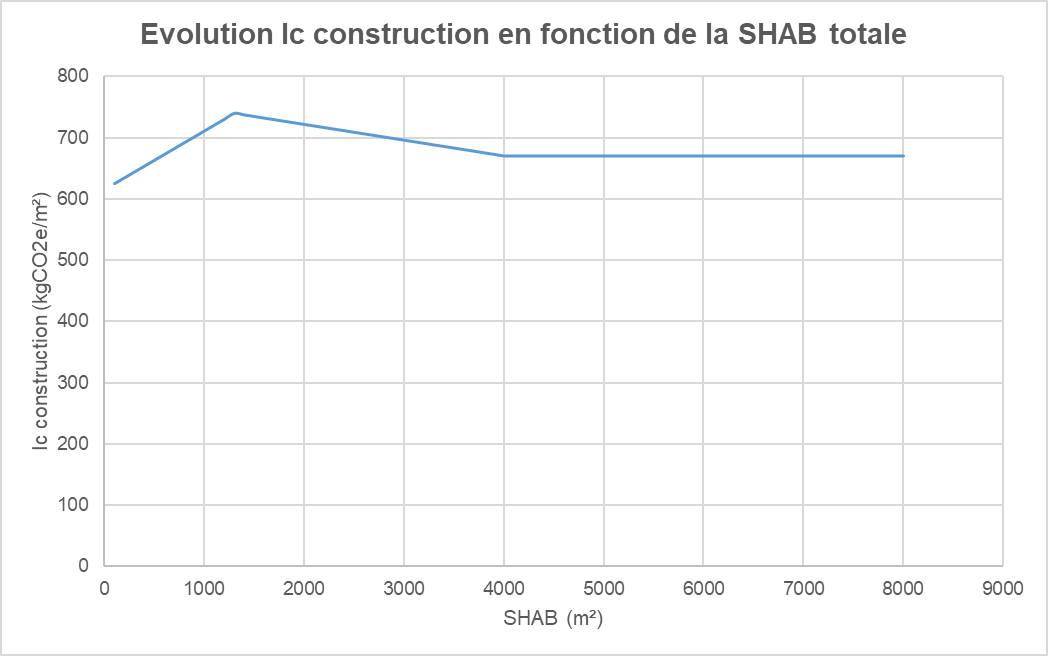 Evolution Ic construction en fonction de la SHAB totale
800
700
600
500
400
300
200
100
0
Ic construction (kgCO2e/m²)
0 1000 2000 3000 4000 5000 6000 7000 8000 9000
SHAB (m²)